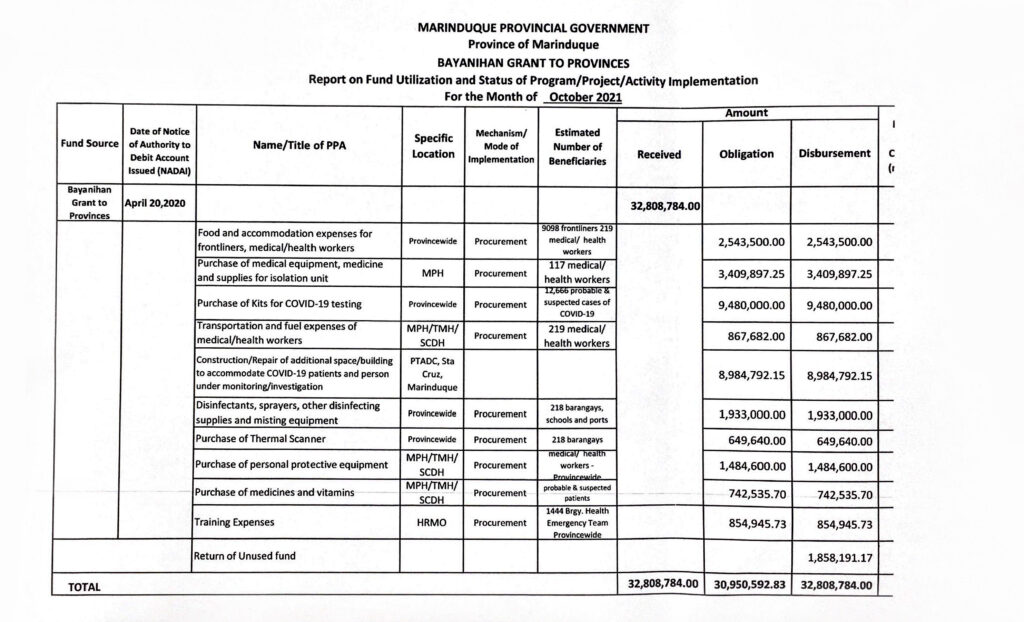 MARINDUQUE PROVINCIAL GOVERNMENT
Province of Marinduque
BAYANIHAN GRANT TO PROVINCES
Report on Fund Utilization and Status of Program/Project/Activity Implementation
For the Month of October 2021
Fund Source
Date of Notice
of Authority to
Debit Account
Issued (NADAI)
Name/Title of PPA
Specific
Location
Mechanism/
Mode of
Implementation
Estimated
Number of
Beneficiaries
Amount
Received
Obligation
Disbursement
Bayanihan
Grant to
Provinces
April 20,2020
32,808,784.00
Food and accommodation expenses for
frontliners, medical/health workers
Provincewide
Procurement
9098 frontliners 219
medical/ health
workers
2,543,500.00
2,543,500.00
Purchase of medical equipment, medicine
and supplies for isolation unit
MPH
Procurement
117 medical/
health workers
3,409,897.25
3,409,897.25
Purchase of Kits for COVID-19 testing
Provincewide
Procurement
12,666 probable &
suspected cases of
COVID-19
9,480,000.00
9,480,000.00
Transportation and fuel expenses of
medical/health workers
MPH/TMH/
SCDH
Procurement
219 medical/
health workers
867,682.00
867,682.00
Construction/Repair of additional space/building
to accommodate COVID-19 patients and person
under monitoring/investigation
PTADC, Sta
Cruz,
Marinduque
8,984,792.15
8,984,792.15
Disinfectants, sprayers, other disinfecting
supplies and misting equipment
Provincewide
Procurement
218 barangays,
schools and ports
1,933,000.00
1,933,000.00
Purchase of Thermal Scanner
Provincewide
Procurement
218 barangays
649,640.00
649,640.00
Purchase of personal protective equipment
MPH/TMH/
SCDH
Procurement
medical/ health
workers -
Provincewide
1,484,600.00
1,484,600.00
Purchase of medicines and vitamins
MPH/TMH/
SCDH
Procurement
probable & suspected
patients
742,535.70
742,535.70
Training Expenses
HRMO
Procurement
1444 Brgy. Health
Emergency Team
Provincewide
854,945.73
854,945.73
Return of Unused fund
1,858,191.17
TOTAL
32,808,784.00
30,950,592.83
32,808,784.00